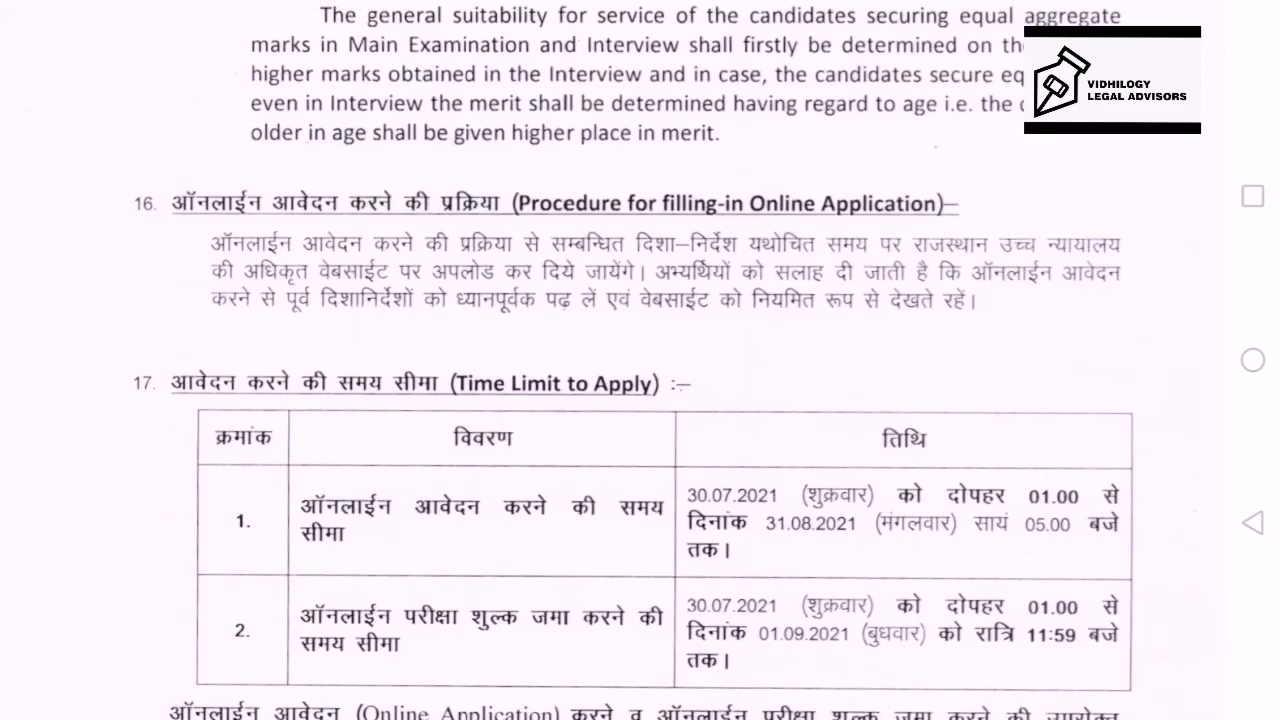 The general suitability for service of the candidates securing equal aggregate
marks in Main Examination and Interview shall firstly be determined on
higher marks obtained in the Interview and in case, the candidates secure
even in Interview the merit shall be determined having regard to age i.e. the
older in age shall be given higher place in merit.
VIDHILOGY
LEGAL ADVISORS
16. ऑनलाईन आवेदन करने की प्रक्रिया (Procedure for filling-in Online Application)–
ऑनलाईन आवेदन करने की प्रक्रिया से सम्बन्धित दिशा–निर्देश यथोचित समय पर राजस्थान उच्च न्यायालय
की अधिकृत वेबसाईट पर अपलोड कर दिये जायेंगे। अभ्यर्थियों को सलाह दी जाती है कि ऑनलाईन आवेदन
करने से पूर्व दिशानिर्देशों को ध्यानपूर्वक पढ़ लें एवं वेबसाईट को नियमित रूप से देखते रहें।
17. आवेदन करने की समय सीमा (Time Limit to Apply) :–
क्रमांक विवरण तिथि
1. ऑनलाईन आवेदन करने की समय
सीमा
30.07.2021 (शुक्रवार) को दोपहर 01.00 से
दिनांक 31.08.2021 (मंगलवार) सायं 05.00 बजे
तक।
2. ऑनलाईन परीक्षा शुल्क जमा करने की
समय सीमा
30.07.2021 (शुक्रवार) को दोपहर 01.00 से
दिनांक 01.09.2021 (बुधवार) को रात्रि 11:59 बजे
तक।
ऑनलाईन आवेदन (Online Application) करने व ऑनलाईन परीक्षा शुल्क जमा करने की उपरोक्त